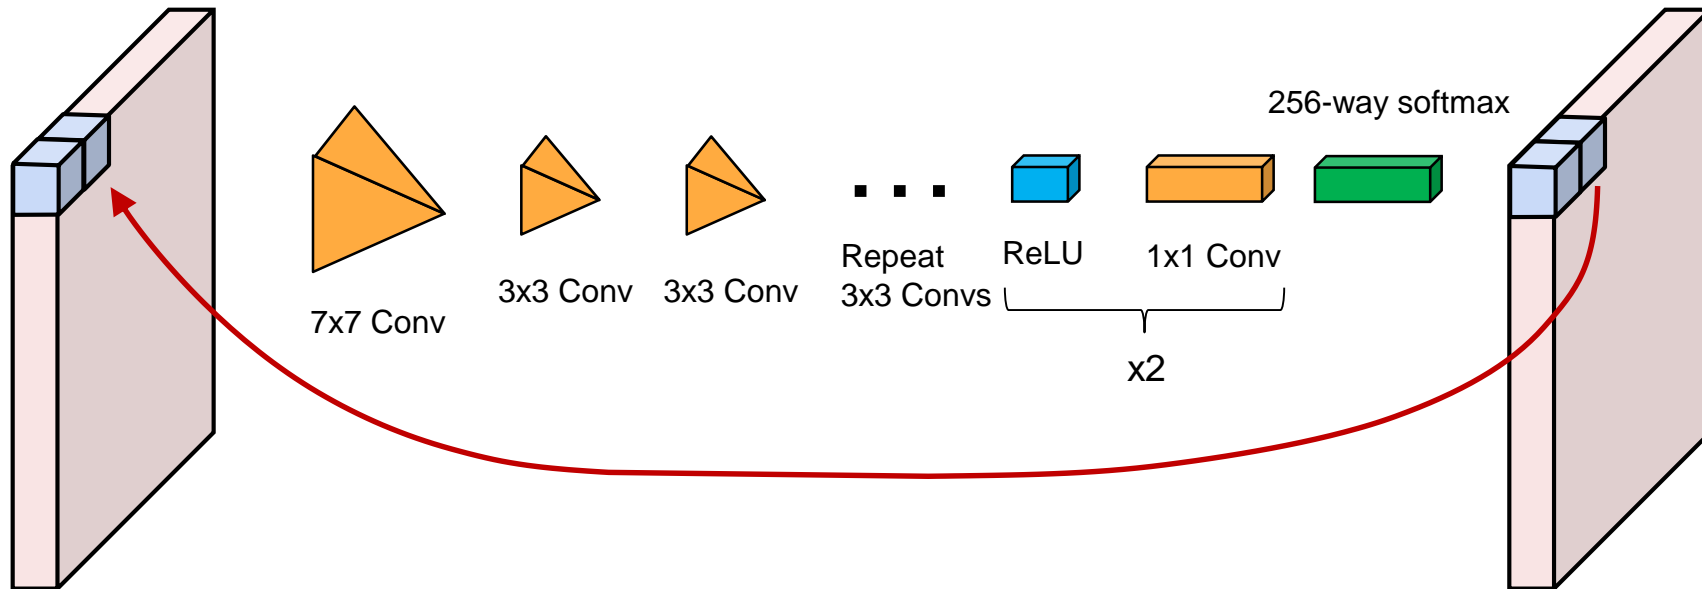 256-way softmax
7x7 Conv
3x3 Conv
3x3 Conv
Repeat
3x3 Convs
ReLU
1x1 Conv
x2